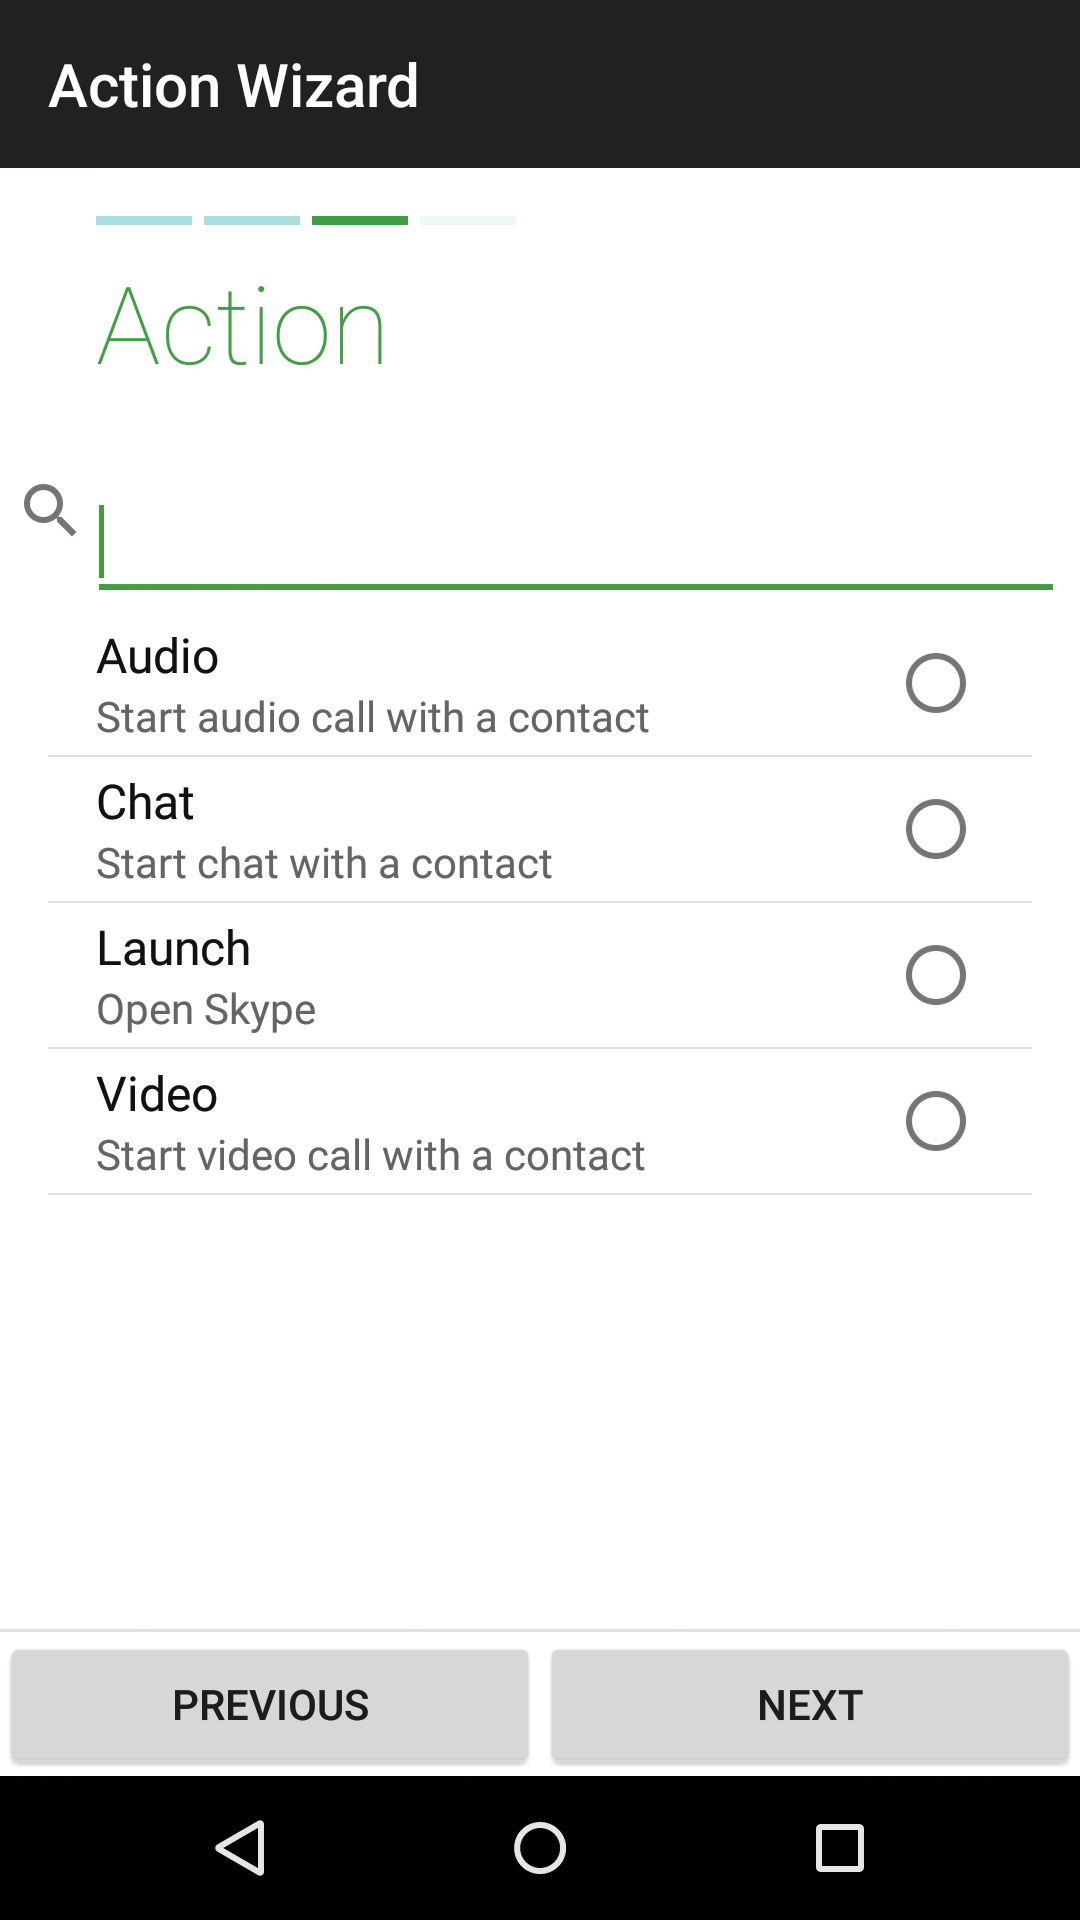 Action Wizard
Action
Audio
Start audio call with a contact
Chat
Start chat with a contact
Launch
Open Skype
Video
Start video call with a contact
PREVIOUS
NEXT